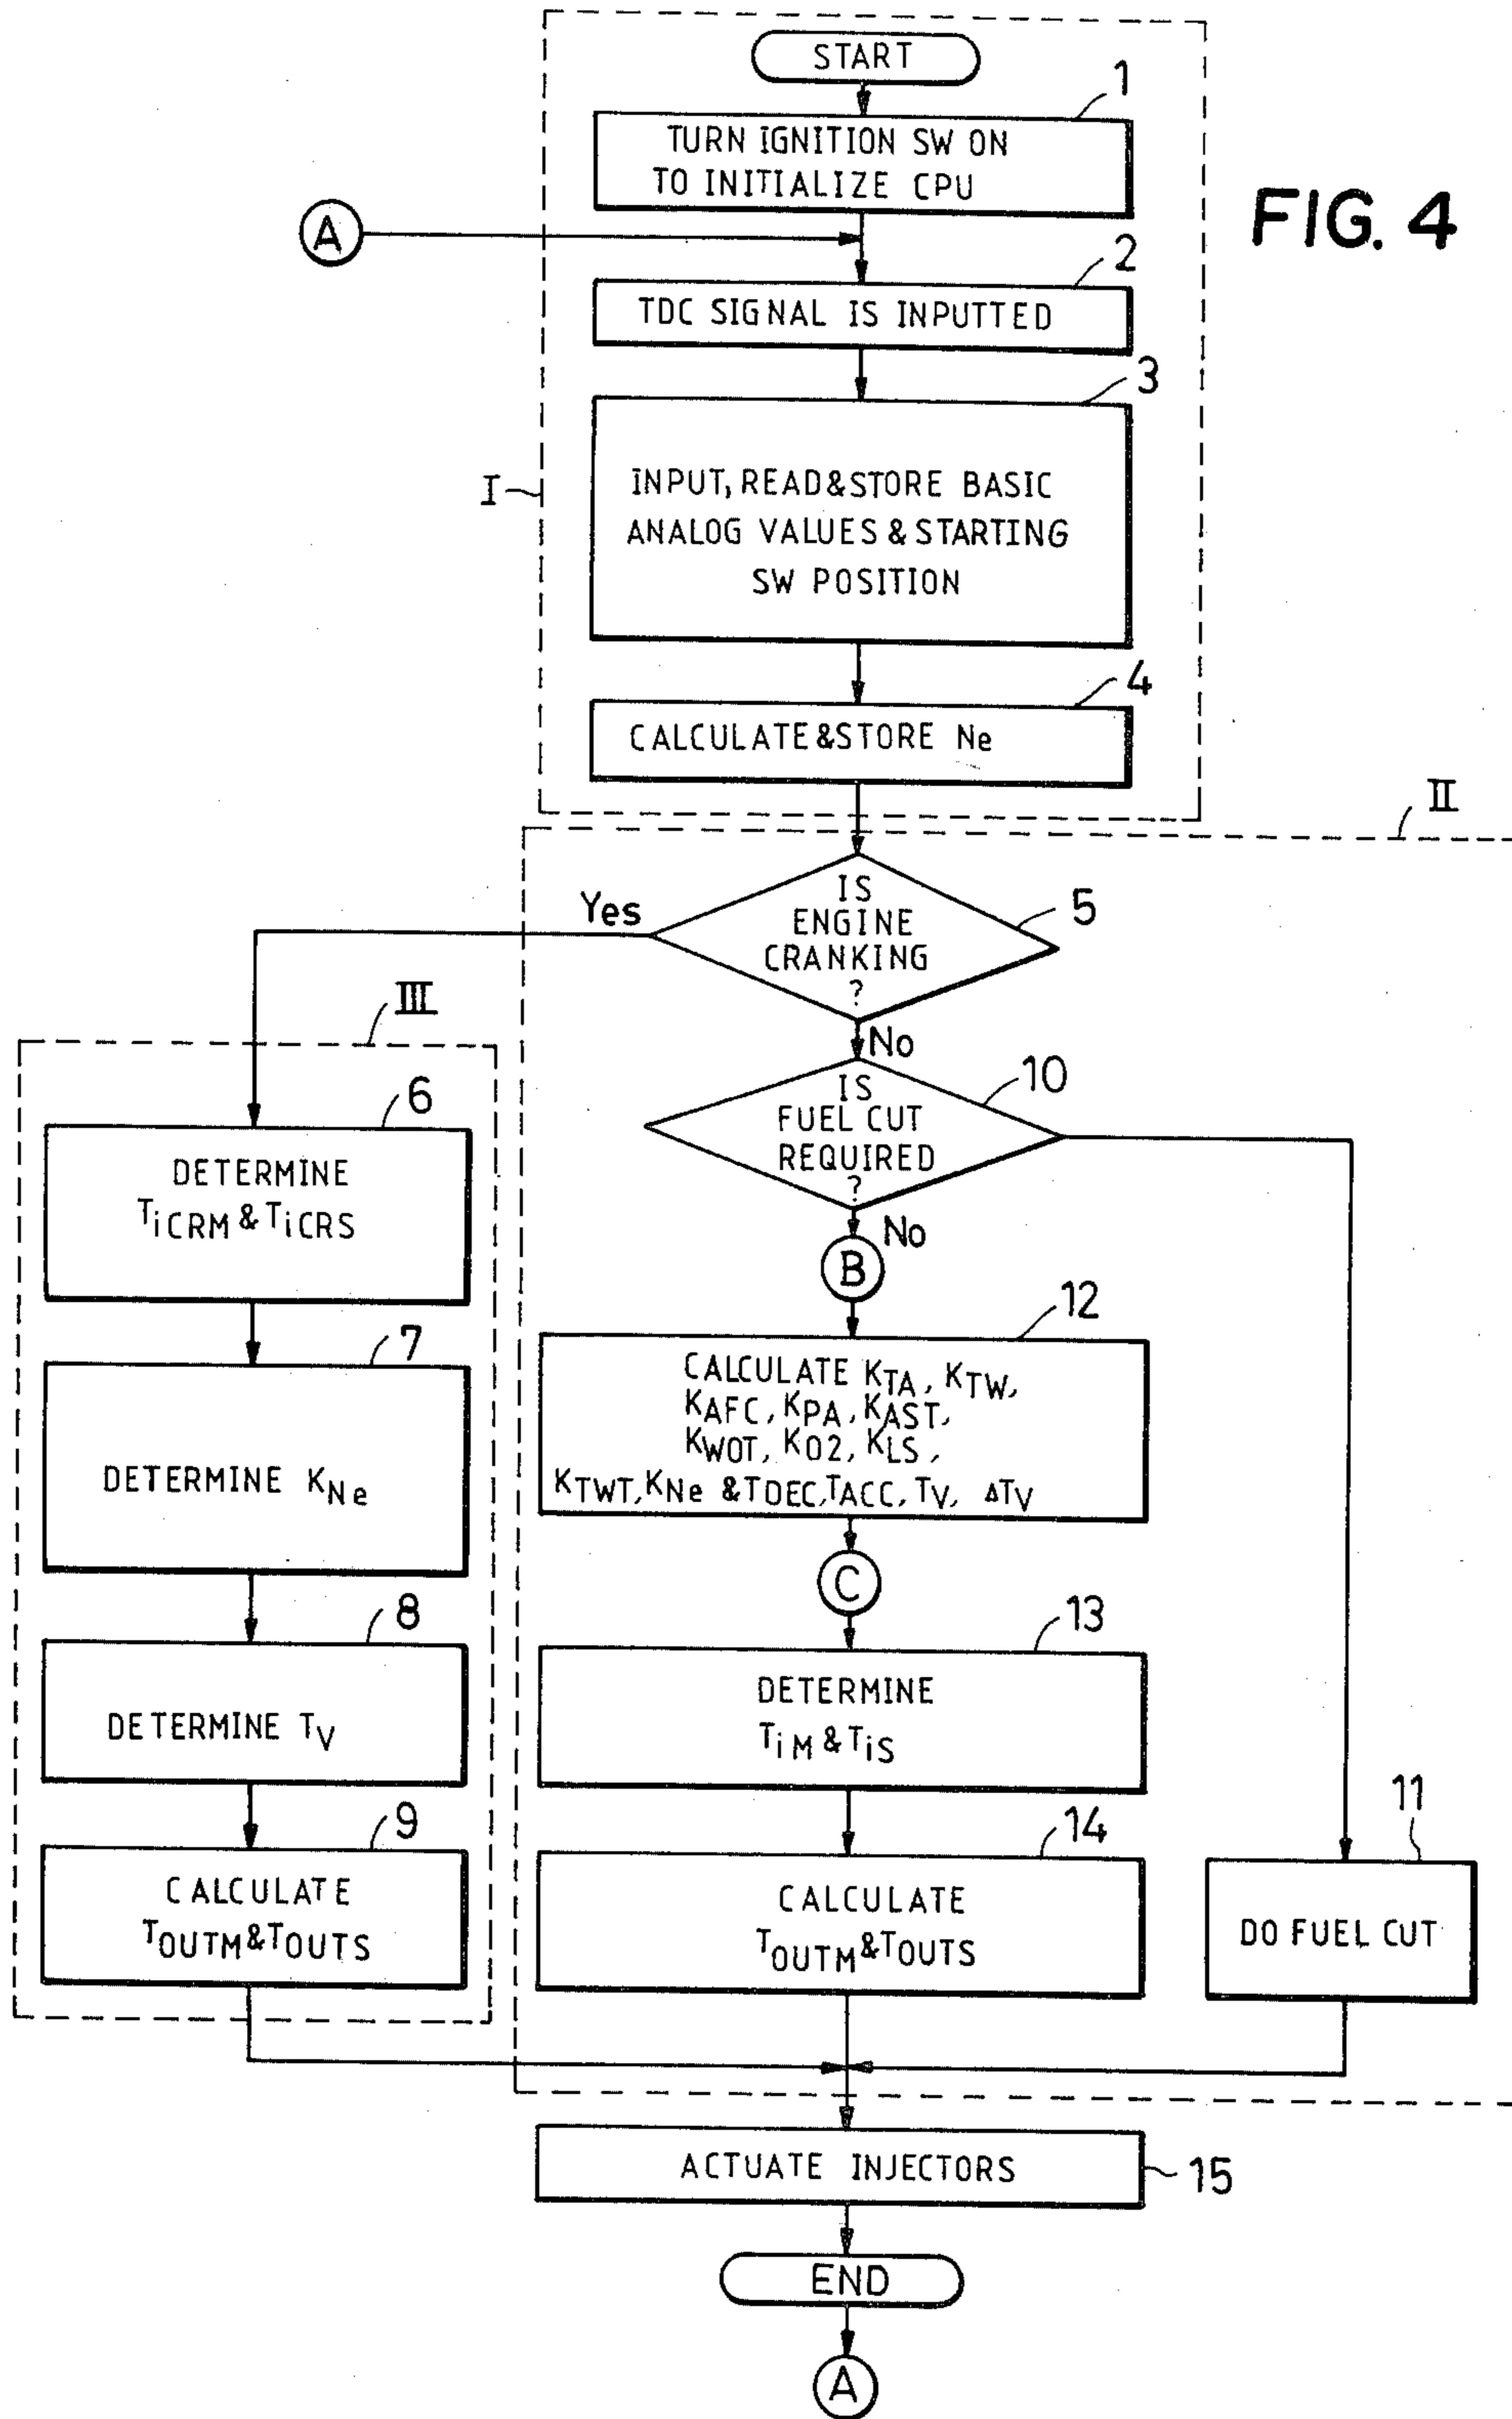 START
1
TURN IGNITION SW ON
TO INITIALIZE CPU
FIG. 4
A
2
TDC SIGNAL IS INPUTTED
3
I
INPUT, READ&STORE BASIC
ANALOG VALUES & STARTING
SW POSITION
4
CALCULATE&STORE Ne
II
Yes
IS
ENGINE
CRANKING
?
5
No
III
IS
FUEL CUT
REQUIRED
?
10
No
B
6
DETERMINE
TiCRM & TiCRS
7
DETERMINE KNe
8
DETERMINE TV
9
CALCULATE
TOUTM&TOUTS
12
CALCULATE KTA, KTW,
KAFC, KPA, KAST,
KWOT, KO2, KLS,
KTWT, KNe & TDEC, TACC, TV, ΔTV
C
13
DETERMINE
TiM & TiS
14
CALCULATE
TOUTM&TOUTS
11
DO FUEL CUT
ACTUATE INJECTORS
15
END
A